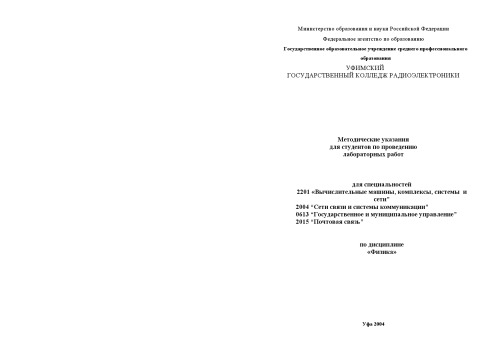 Министерство образования и науки Российской Федерации
Федеральное агентство по образованию
Государственное образовательное учреждение среднего профессионального
образования
УФИМСКИЙ
ГОСУДАРСТВЕННЫЙ КОЛЛЕДЖ РАДИОЭЛЕКТРОНИКИ
Методические указания
для студентов по проведению
лабораторных работ
для специальностей
2201 «Вычислительные машины, комплексы, системы и
сети"
2004 "Сети связи и системы коммуникации"
0613 "Государственное и муниципальное управление"
2015 "Почтовая связь"
по дисциплине
«Физика»
Уфа 2004